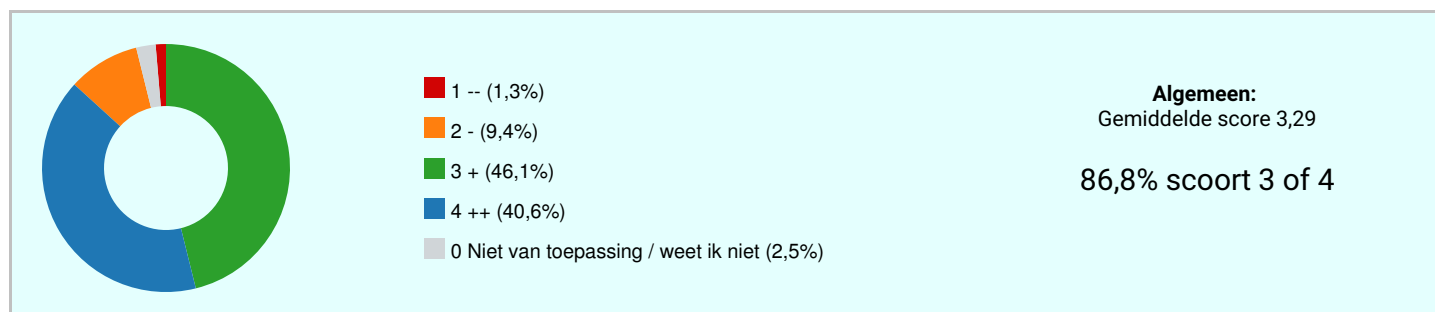 1 -- (1,3%)
2 - (9,4%)
3 + (46,1%)
4 ++ (40,6%)
0 Niet van toepassing / weet ik niet (2,5%)
Algemeen:
Gemiddelde score 3,29
86,8% scoort 3 of 4